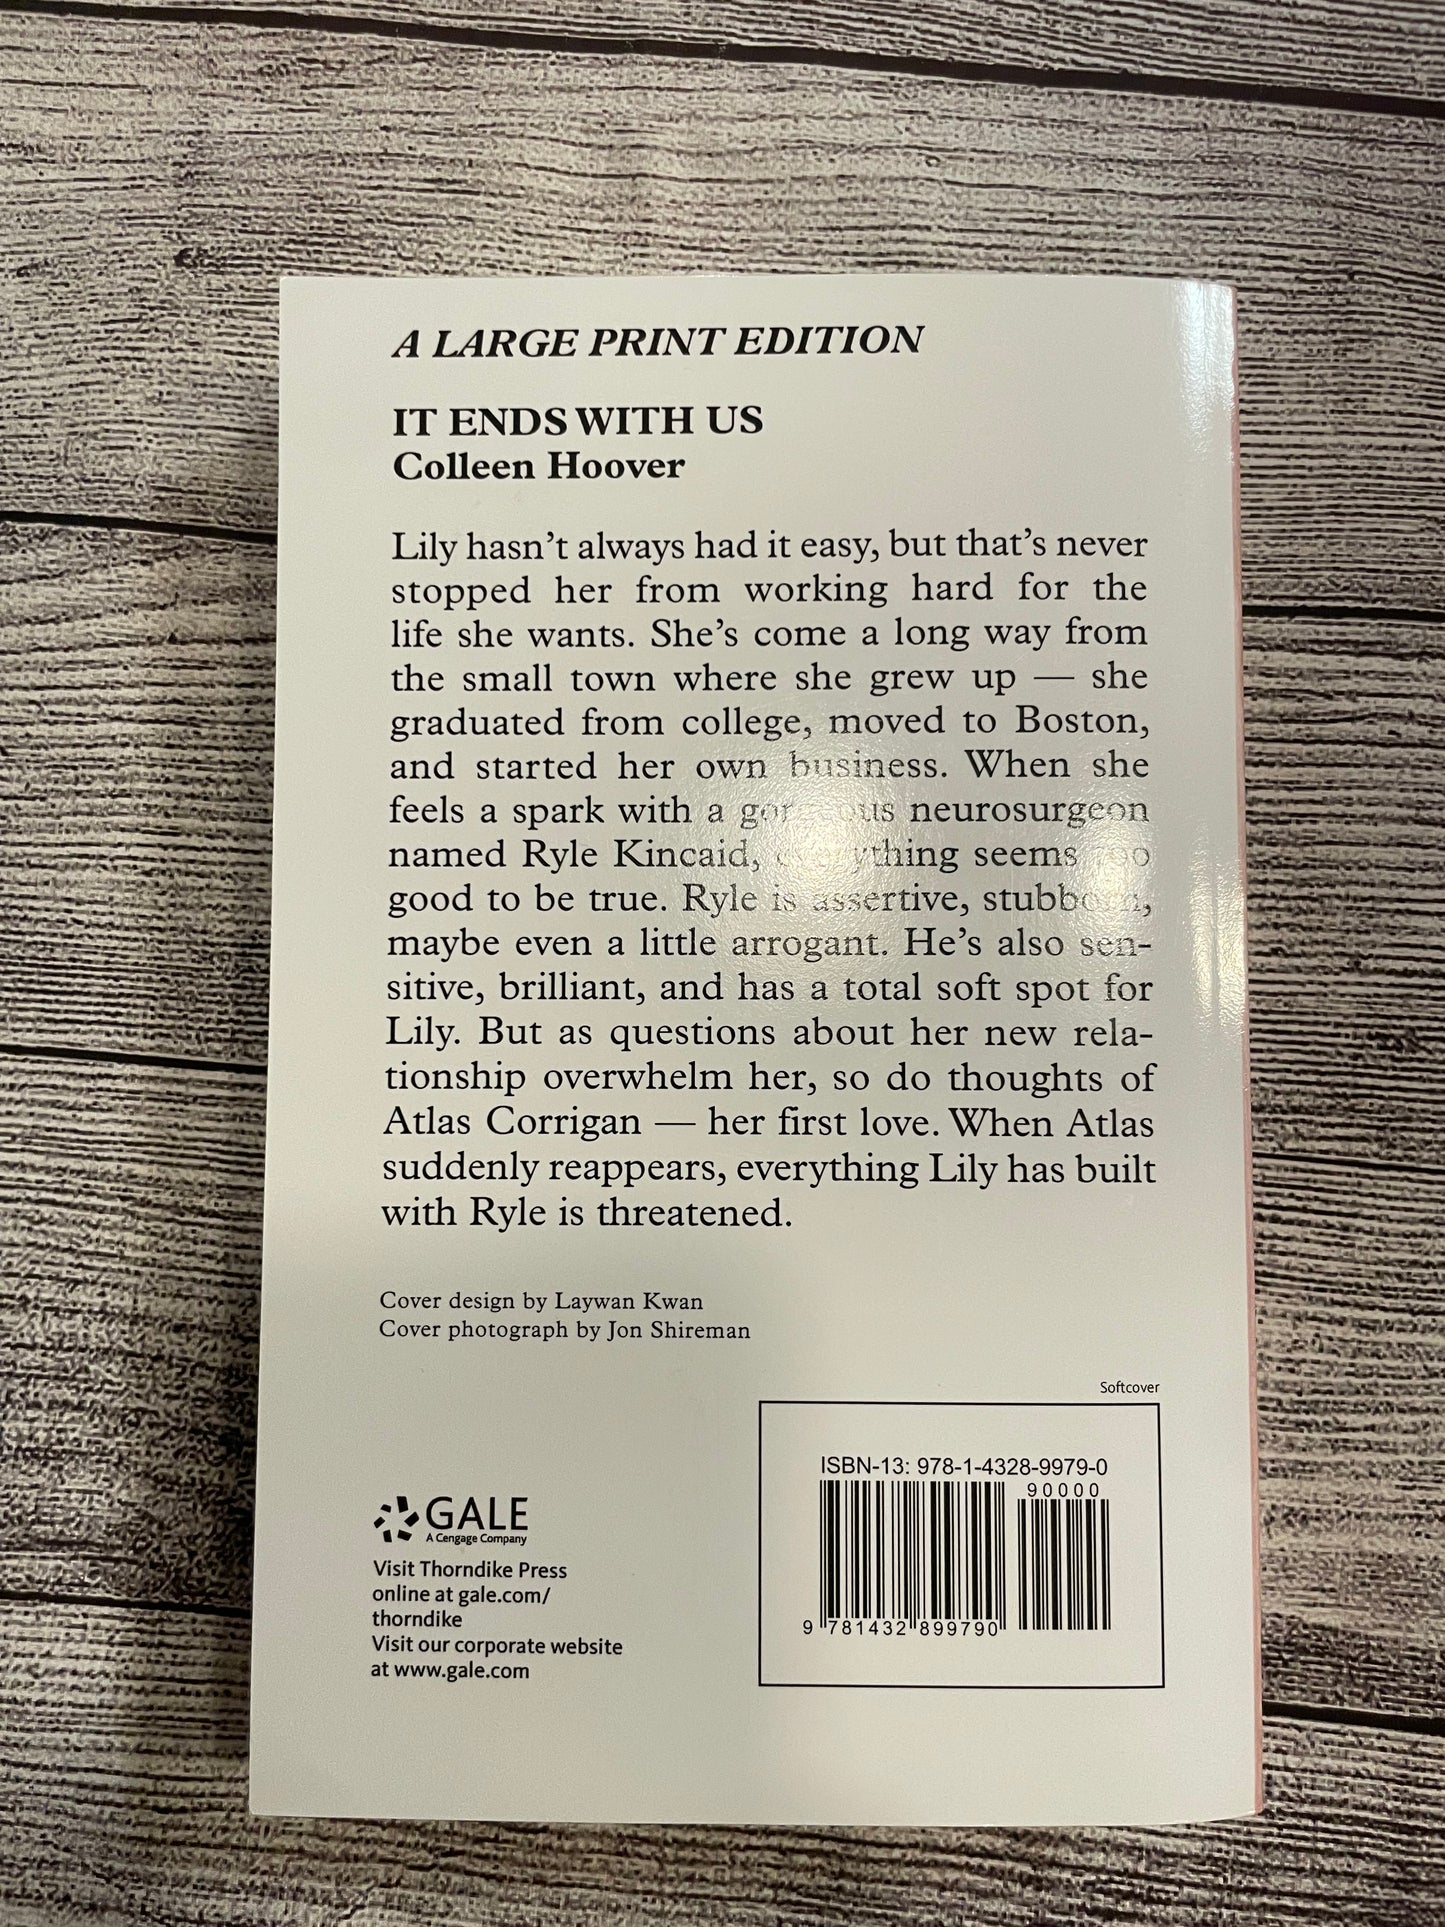 A LARGE PRINT EDITION
IT ENDS WITH US
Colleen Hoover
Lily hasn't always had it easy, but that's never
stopped her from working hard for the
life she wants. She's come a long way from
the small town where she grew up — she
graduated from college, moved to Boston,
and started her own business. When she
feels a spark with a gorgeous neurosurgeon
named Ryle Kincaid, everything seems too
good to be true. Ryle is assertive, stubborn,
maybe even a little arrogant. He's also sen-
sitive, brilliant, and has a total soft spot for
Lily. But as questions about her new rela-
tionship overwhelm her, so do thoughts of
Atlas Corrigan — her first love. When Atlas
suddenly reappears, everything Lily has built
with Ryle is threatened.
Cover design by Laywan Kwan
Cover photograph by Jon Shireman
Softcover
ISBN-13: 978-1-4328-9979-0
90000
9 781432 899790
GALE
A Cengage Company
Visit Thorndike Press
online at gale.com/
thorndike
Visit our corporate website
at www.gale.com